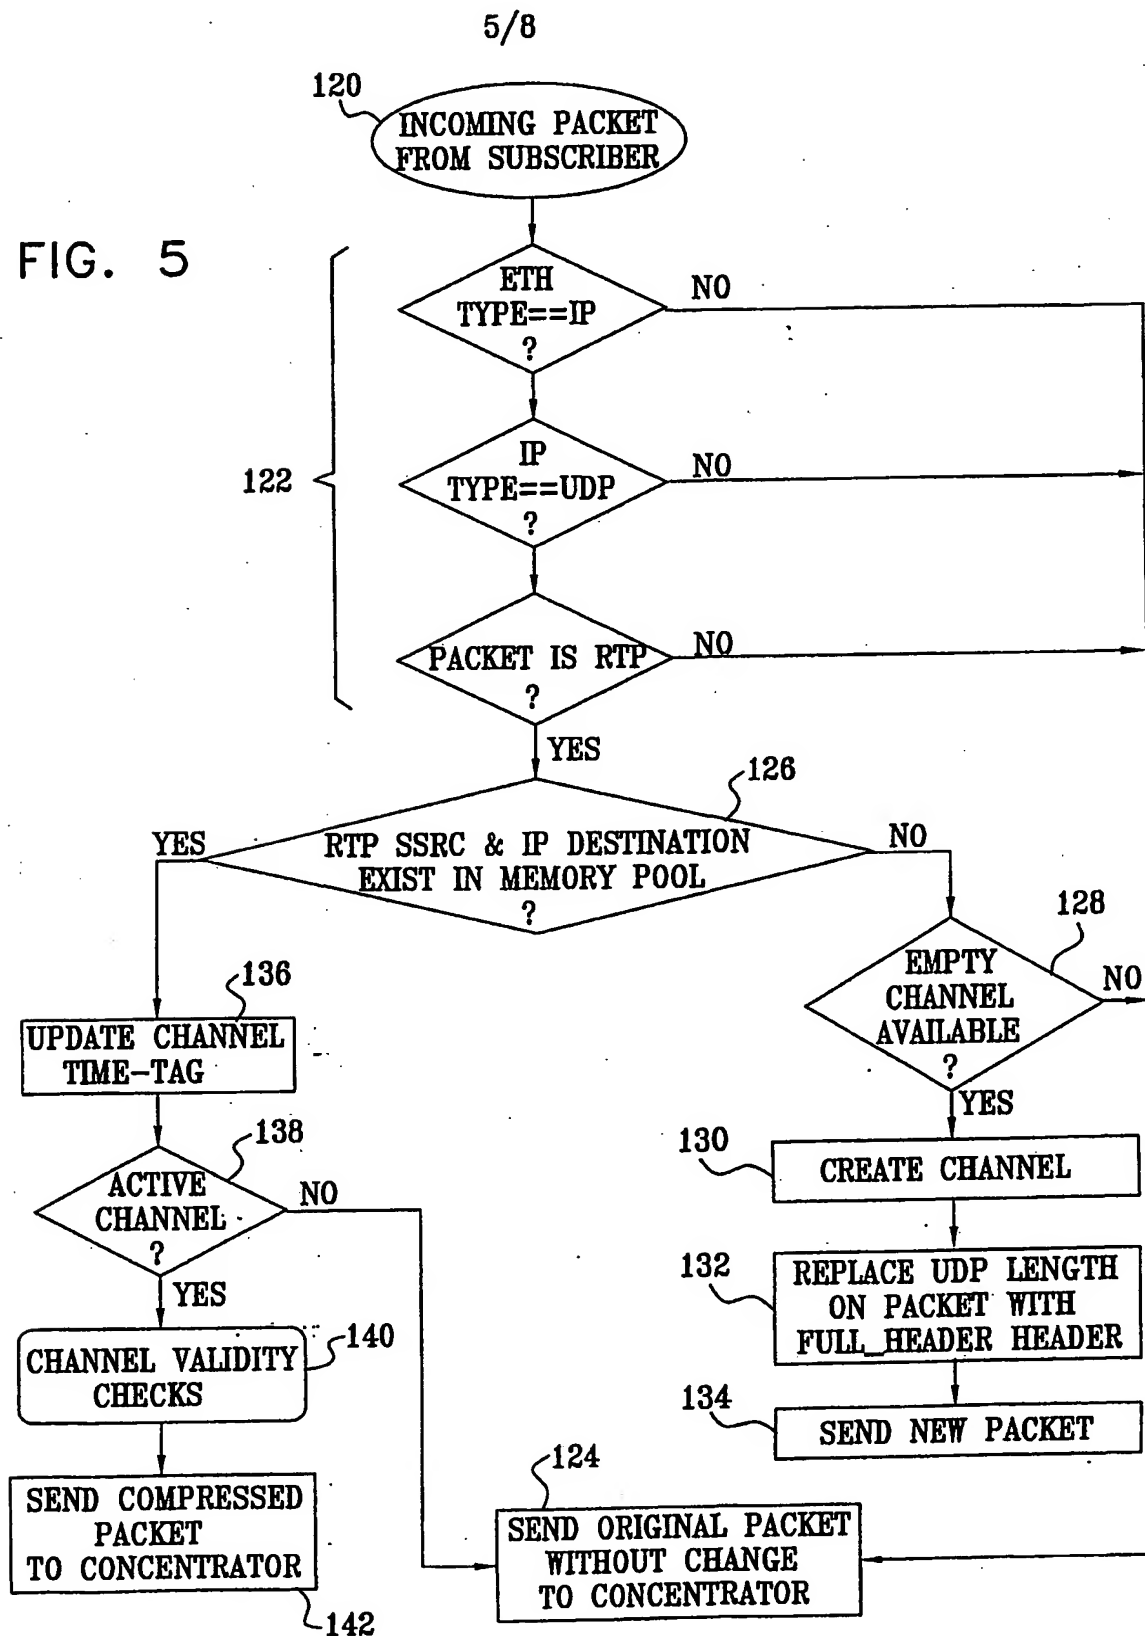 5/8
120
INCOMING PACKET
FROM SUBSCRIBER
FIG. 5
ETH
TYPE==IP
?
NO
122
IP
TYPE==UDP
?
NO
PACKET IS RTP
?
NO
YES
126
YES
RTP SSRC & IP DESTINATION
EXIST IN MEMORY POOL
?
NO
128
EMPTY
CHANNEL
AVAILABLE
?
NO
YES
136
UPDATE CHANNEL
TIME-TAG
138
ACTIVE
CHANNEL
?
NO
YES
130
CREATE CHANNEL
132
REPLACE UDP LENGTH
ON PACKET WITH
FULL_HEADER HEADER
140
CHANNEL VALIDITY
CHECKS
134
SEND NEW PACKET
124
SEND COMPRESSED
PACKET
TO CONCENTRATOR
142
SEND ORIGINAL PACKET
WITHOUT CHANGE
TO CONCENTRATOR